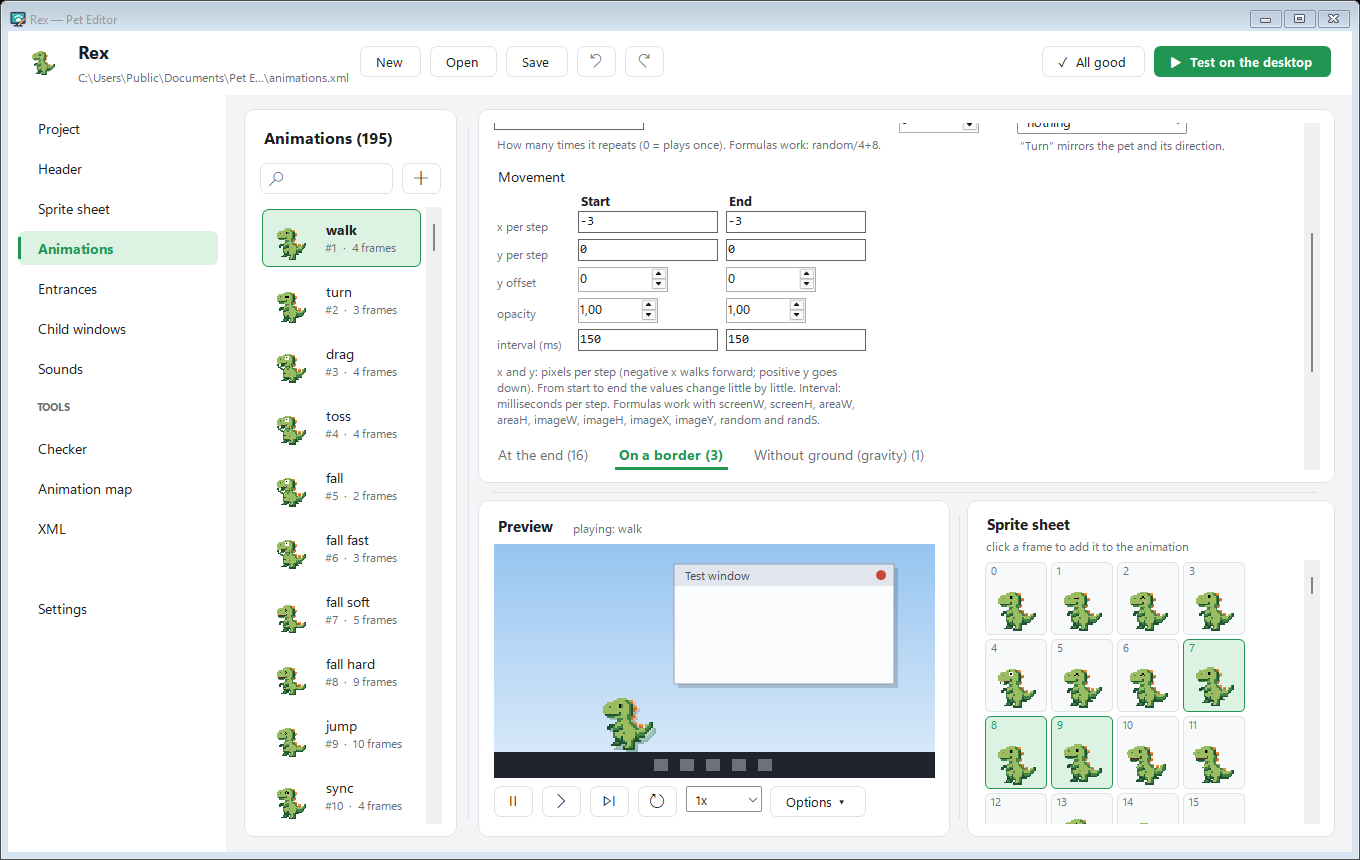 Rex — Pet Editor
Rex
C:\Users\Public\Documents\Pet E...\animations.xml
New
Open
Save
✓ All good
▶ Test on the desktop
Project
Header
Sprite sheet
Animations
Entrances
Child windows
Sounds
TOOLS
Checker
Animation map
XML
Settings
Animations (195)
walk
#1 · 4 frames
turn
#2 · 3 frames
drag
#3 · 4 frames
toss
#4 · 4 frames
fall
#5 · 2 frames
fall fast
#6 · 3 frames
fall soft
#7 · 5 frames
fall hard
#8 · 9 frames
jump
#9 · 10 frames
sync
#10 · 4 frames
nothing
How many times it repeats (0 = plays once). Formulas work: random/4+8.
“Turn” mirrors the pet and its direction.
Movement
Start End
x per step -3 -3
y per step 0 0
y offset 0 0
opacity 1,00 1,00
interval (ms) 150 150
x and y: pixels per step (negative x walks forward; positive y goes
down). From start to end the values change little by little. Interval:
milliseconds per step. Formulas work with screenW, screenH, areaW,
areaH, imageW, imageH, imageX, imageY, random and randS.
At the end (16) On a border (3) Without ground (gravity) (1)
Preview playing: walk
Test window
1x
Options
Sprite sheet
click a frame to add it to the animation
0 1 2 3
4 5 6 7
8 9 10 11
12 13 14 15